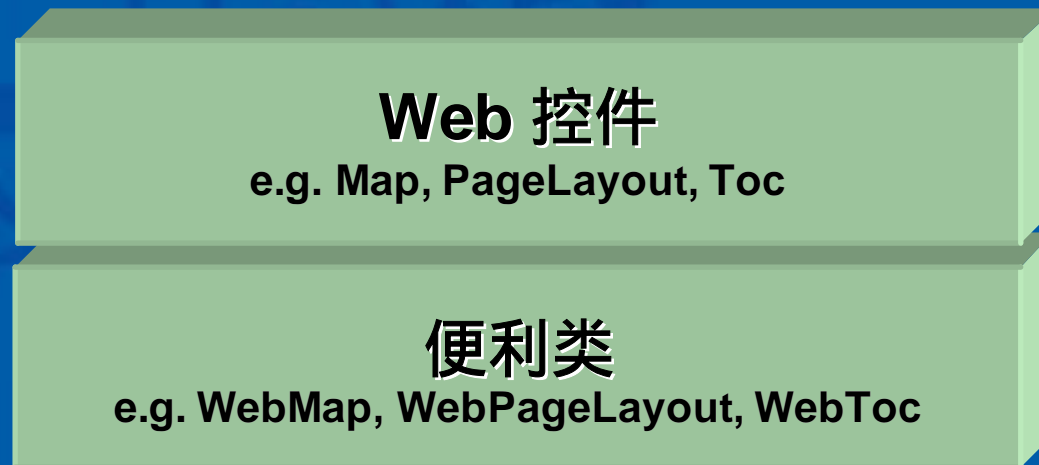 Web 控件
e.g. Map, PageLayout, Toc
便利类
e.g. WebMap, WebPageLayout, WebToc